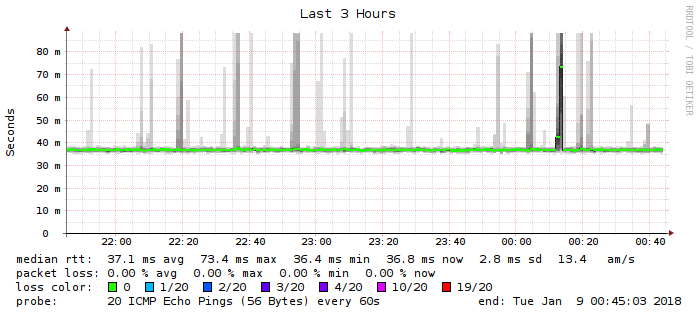 Last 3 Hours
RRDTOOL / TOBI OETIKER
Seconds
80 m
70 m
60 m
50 m
40 m
30 m
20 m
10 m
0
22:00 22:20 22:40 23:00 23:20 23:40 00:00 00:20 00:40
median rtt: 37.1 ms avg 73.4 ms max 36.4 ms min 36.8 ms now 2.8 ms sd 13.4 am/s
packet loss: 0.00 % avg 0.00 % max 0.00 % min 0.00 % now
loss color: 0 1/20 2/20 3/20 4/20 10/20 19/20
probe: 20 ICMP Echo Pings (56 Bytes) every 60s end: Tue Jan 9 00:45:03 2018